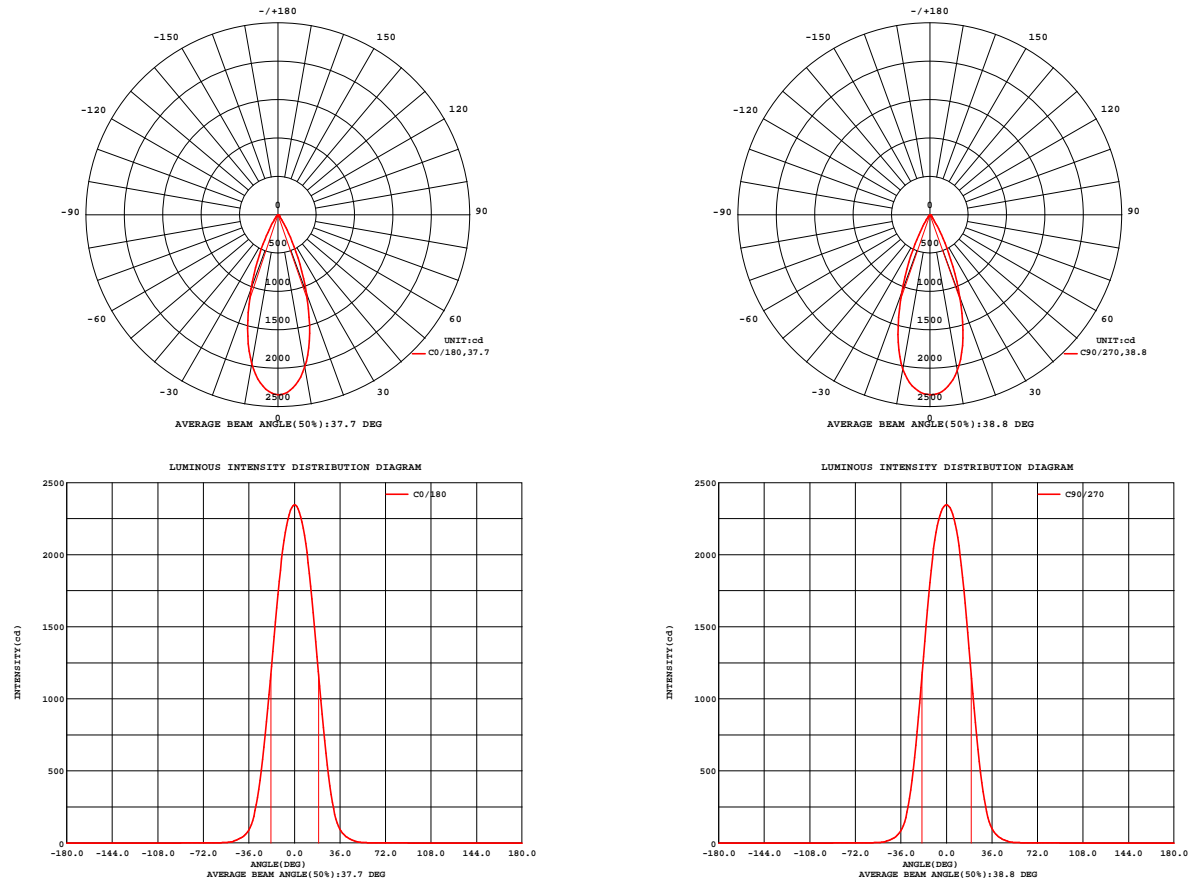 -/+180
-150 150
-120 120
-90 90
-60 60
-30 30
0
0
500
1000
1500
2000
2500
UNIT:cd
C0/180,37.7
AVERAGE BEAM ANGLE(50%):37.7 DEG
-/+180
-150 150
-120 120
-90 90
-60 60
-30 30
0
0
500
1000
1500
2000
2500
UNIT:cd
C90/270,38.8
AVERAGE BEAM ANGLE(50%):38.8 DEG
LUMINOUS INTENSITY DISTRIBUTION DIAGRAM
C0/180
2500
2000
1500
1000
500
0
INTENSITY(cd)
-180.0 -144.0 -108.0 -72.0 -36.0 0.0 36.0 72.0 108.0 144.0 180.0
ANGLE(DEG)
AVERAGE BEAM ANGLE(50%):37.7 DEG
LUMINOUS INTENSITY DISTRIBUTION DIAGRAM
C90/270
2500
2000
1500
1000
500
0
INTENSITY(cd)
-180.0 -144.0 -108.0 -72.0 -36.0 0.0 36.0 72.0 108.0 144.0 180.0
ANGLE(DEG)
AVERAGE BEAM ANGLE(50%):38.8 DEG